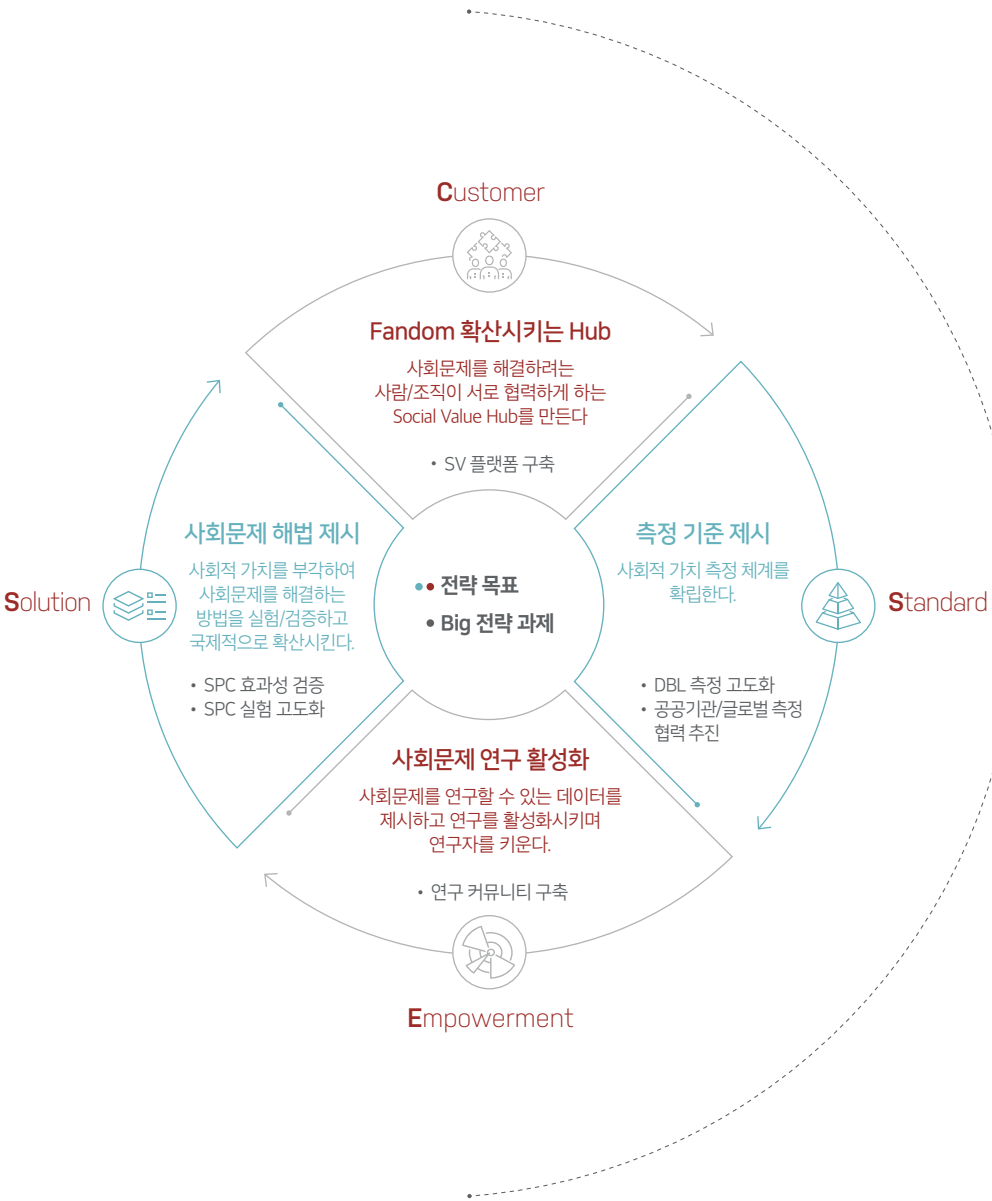 Customer
Fandom 확산시키는 Hub
사회문제를 해결하려는
사람/조직이 서로 협력하게 하는
Social Value Hub를 만든다
• SV 플랫폼 구축
Solution
사회문제 해법 제시
사회적 가치를 부각하여
사회문제를 해결하는
방법을 실험/검증하고
국제적으로 확산시킨다.
• SPC 효과성 검증
• SPC 실험 고도화
전략 목표
• Big 전략 과제
Standard
측정 기준 제시
사회적 가치 측정 체계를
확립한다.
• DBL 측정 고도화
• 공공기관/글로벌 측정
협력 추진
사회문제 연구 활성화
사회문제를 연구할 수 있는 데이터를
제시하고 연구를 활성화시키며
연구자를 키운다.
• 연구 커뮤니티 구축
Empowerment